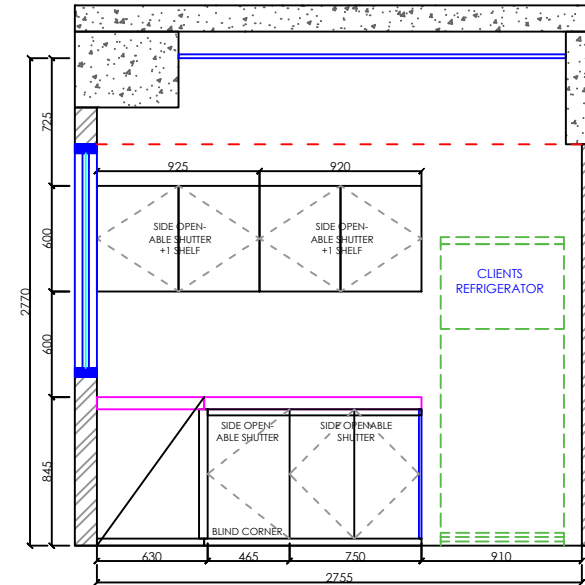 725
925
920
SIDE OPEN-
ABLE SHUTTER
+1 SHELF
SIDE OPEN-
ABLE SHUTTER
+1 SHELF
600
CLIENTS
REFRIGERATOR
2770
600
SIDE OPEN-
ABLE SHUTTER
SIDE OPENABLE
SHUTTER
845
BLIND CORNER
630
465
750
910
2755